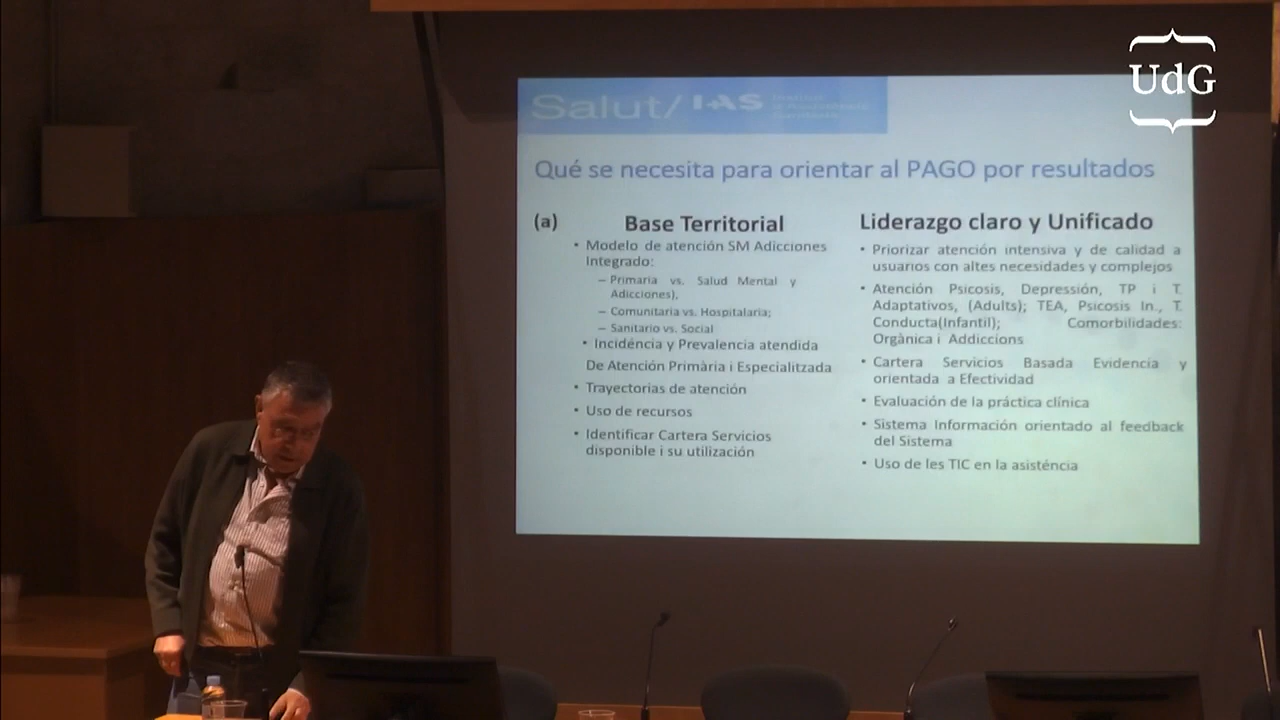 UdG
Salut/ IAS
Qué se necesita para orientar al PAGO por resultados
(a) Base Territorial
• Modelo de atención SM Adicciones
Integrado:
– Primaria vs. Salud Mental y
Adicciones),
– Comunitaria vs. Hospitalaria;
– Sanitario vs. Social
• Incidéncia y Prevalencia atendida
De Atención Primària i Especialitzada
• Trayectorias de atención
• Uso de recursos
• Identificar Cartera Servicios
disponible i su utilización
Liderazgo claro y Unificado
• Priorizar atención intensiva y de calidad a
usuarios con altes necesidades y complejos
• Atención Psicosis, Depressión, TP i T.
Adaptativos, (Adults); TEA, Psicosis In., T.
Conducta(Infantil); Comorbilidades:
Orgànica i Addiccions
• Cartera Servicios Basada Evidencia y
orientada a Efectividad
• Evaluación de la práctica clínica
• Sistema Información orientado al feedback
del Sistema
• Uso de les TIC en la asisténcia